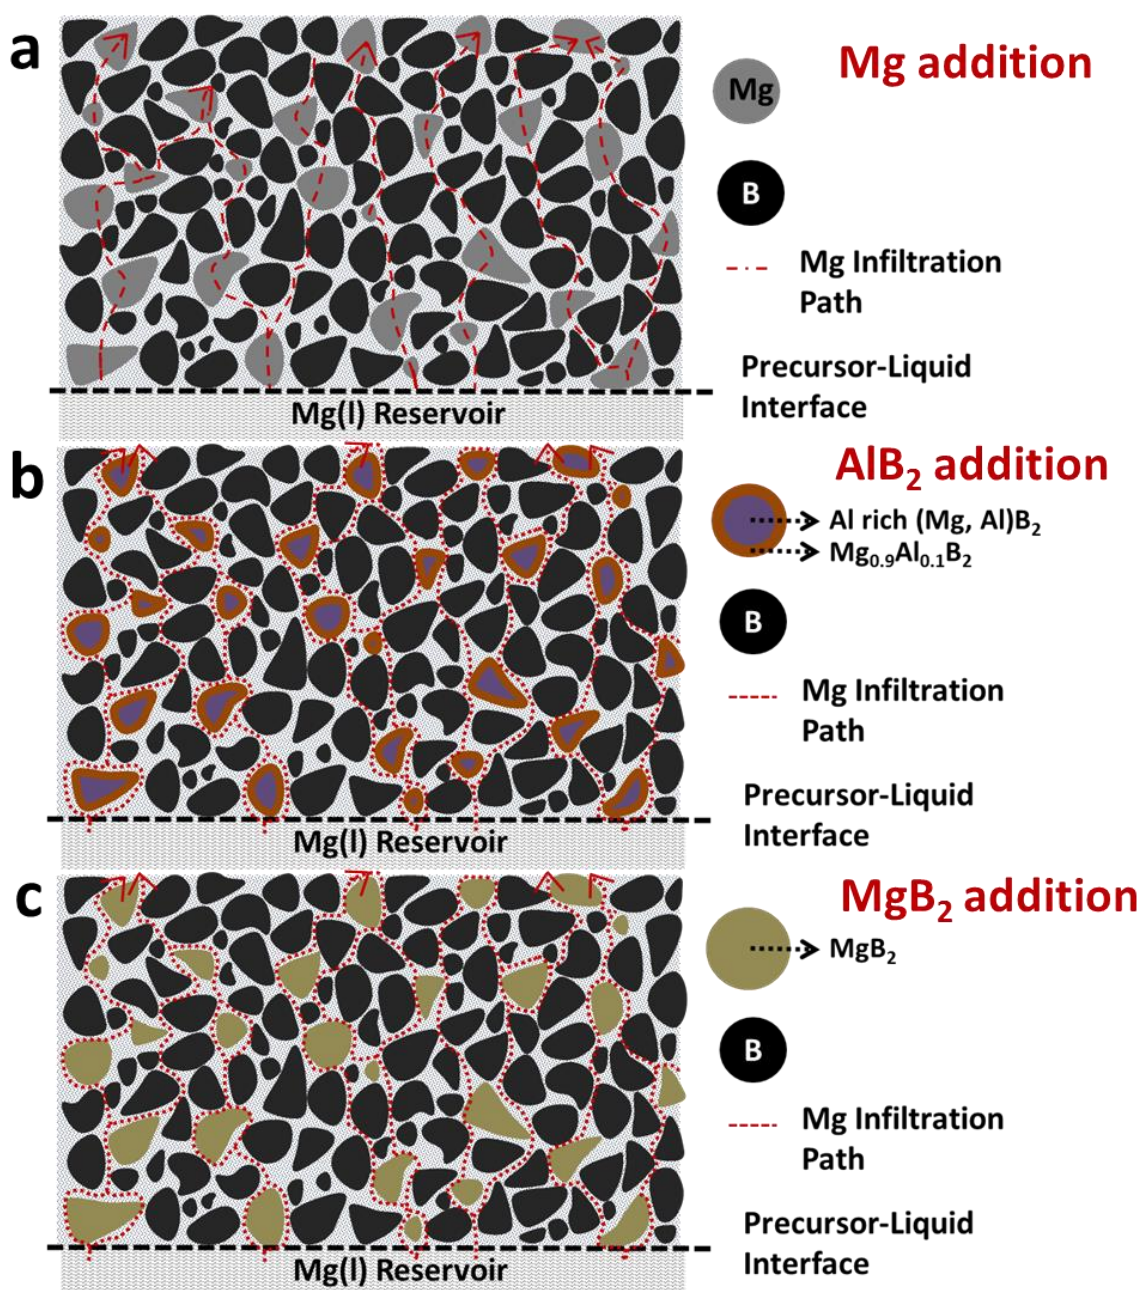 a
Mg addition
Mg
B
Mg Infiltration
Path
Precursor-Liquid
Interface
Mg(l) Reservoir
b
AlB₂ addition
Al rich (Mg, Al)B₂
Mg₀.₉Al₀.₁B₂
B
Mg Infiltration
Path
Precursor-Liquid
Interface
Mg(l) Reservoir
c
MgB₂ addition
MgB₂
B
Mg Infiltration
Path
Precursor-Liquid
Interface
Mg(l) Reservoir